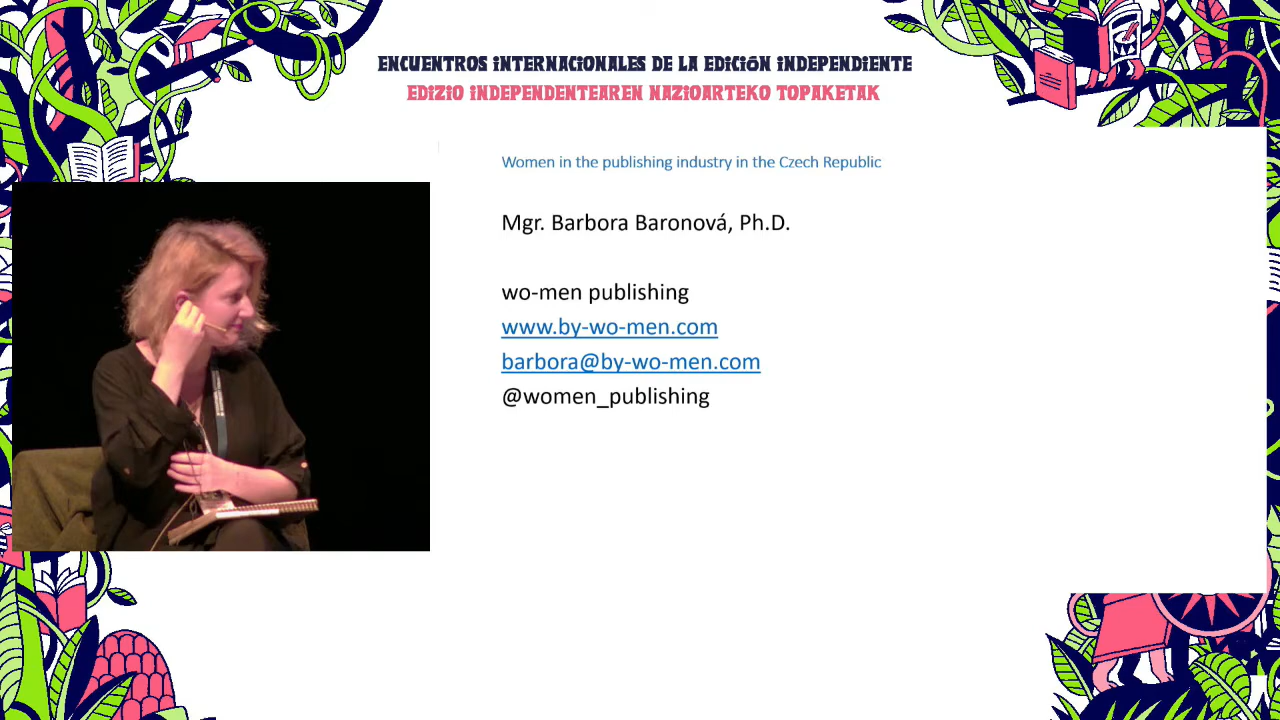 ENCUENTROS INTERNACIONALES DE LA EDICIÓN INDEPENDIENTE
EDIZIO INDEPENDENTEAREN NAZIOARTEKO TOPAKETAK
Women in the publishing industry in the Czech Republic
Mgr. Barbora Baronová, Ph.D.
wo-men publishing
www.by-wo-men.com
barbora@by-wo-men.com
@women_publishing